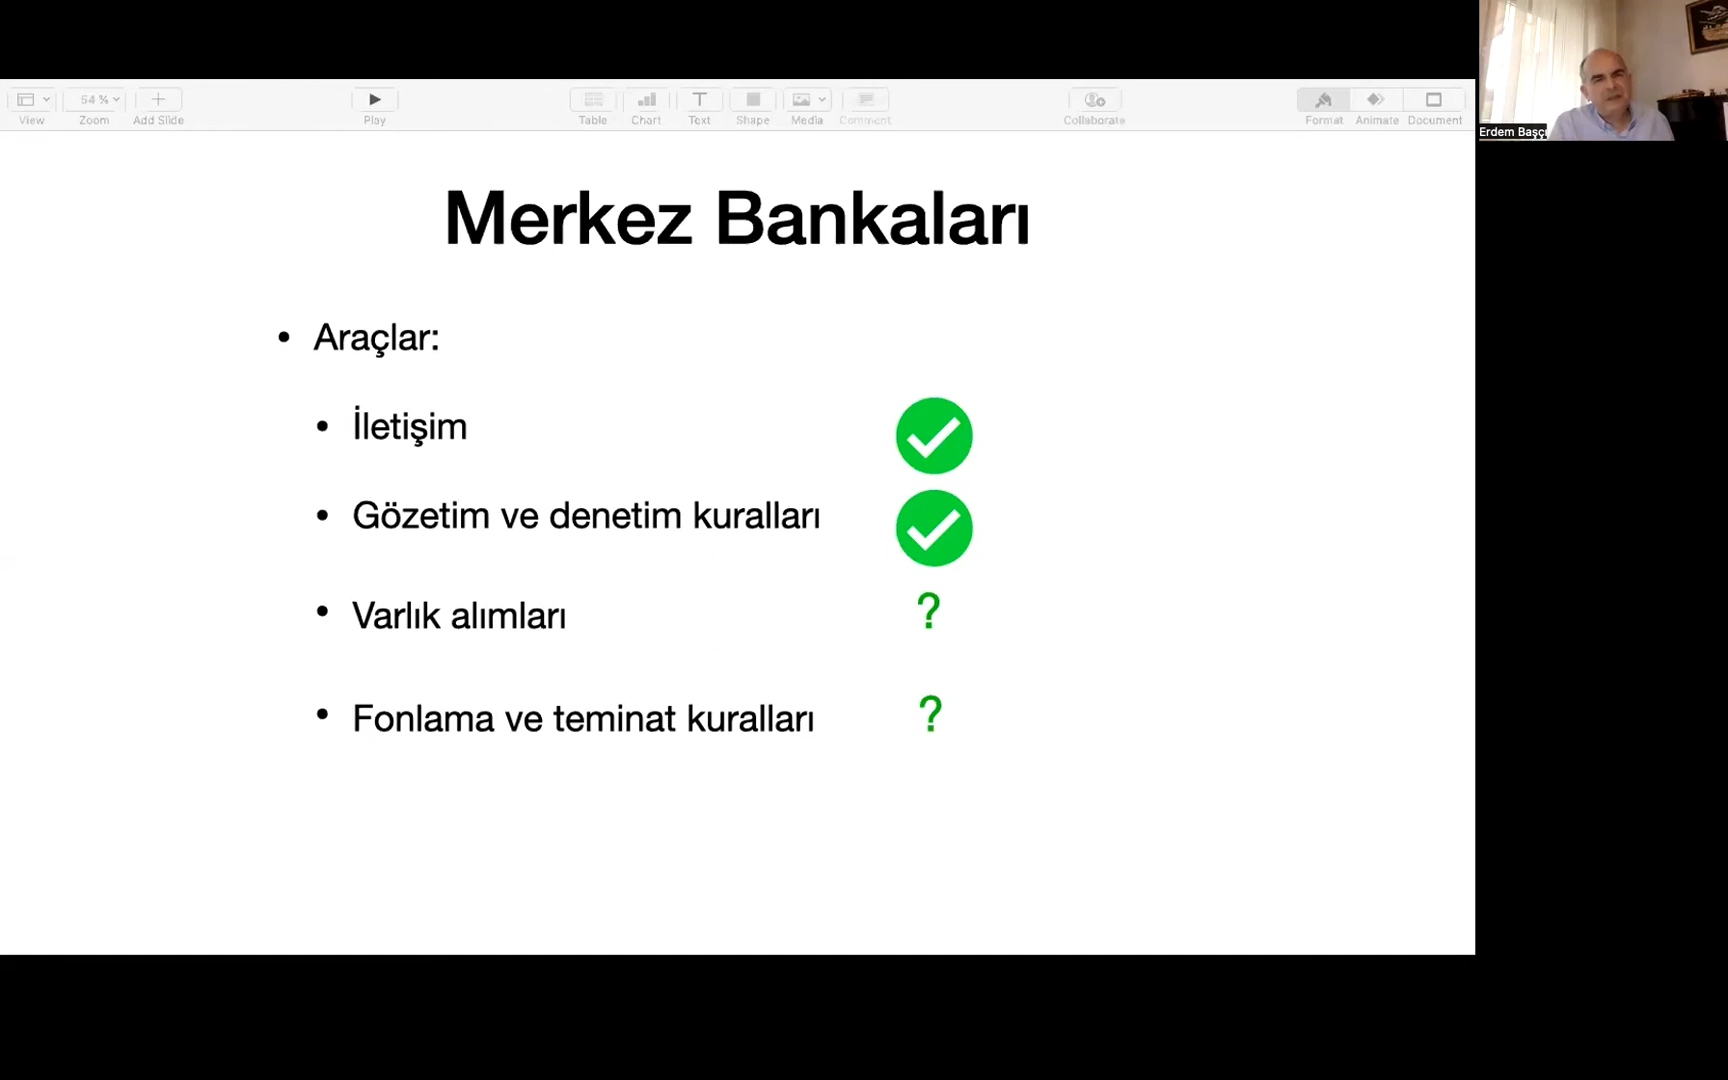 View
54 %
Zoom
Add Slide
Play
Table
Chart
Text
Shape
Media
Comment
Collaborate
Format
Animate
Document
Erdem Başçı
Merkez Bankaları
• Araçlar:
• İletişim
• Gözetim ve denetim kuralları
• Varlık alımları ?
• Fonlama ve teminat kuralları ?